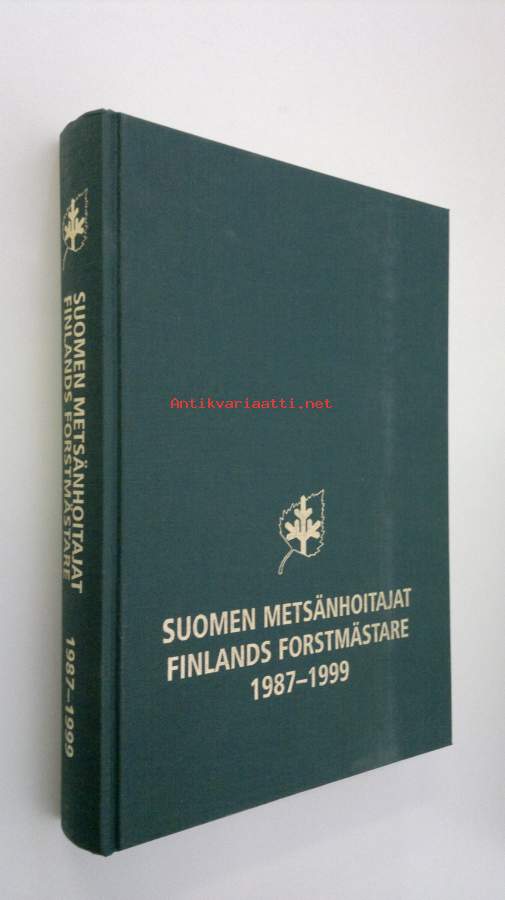 SUOMEN METSÄNHOITAJAT
FINLANDS FORSTMÄSTARE
1987–1999
Antikvariaatti.net
SUOMEN METSÄNHOITAJAT
FINLANDS FORSTMÄSTARE
1987–1999